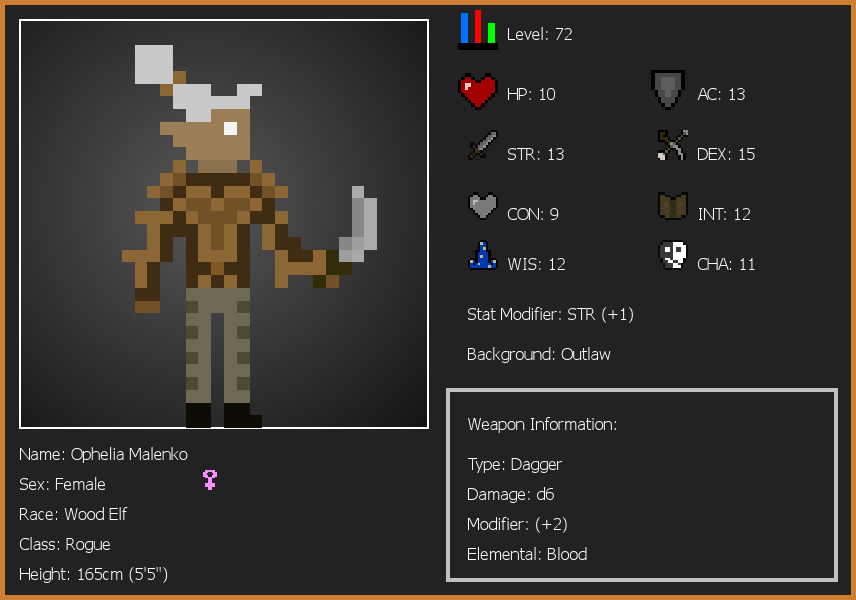 Level: 72
HP: 10
AC: 13
STR: 13
DEX: 15
CON: 9
INT: 12
WIS: 12
CHA: 11
Stat Modifier: STR (+1)
Background: Outlaw
Weapon Information:
Type: Dagger
Damage: d6
Modifier: (+2)
Elemental: Blood
Name: Ophelia Malenko
Sex: Female
Race: Wood Elf
Class: Rogue
Height: 165cm (5'5")